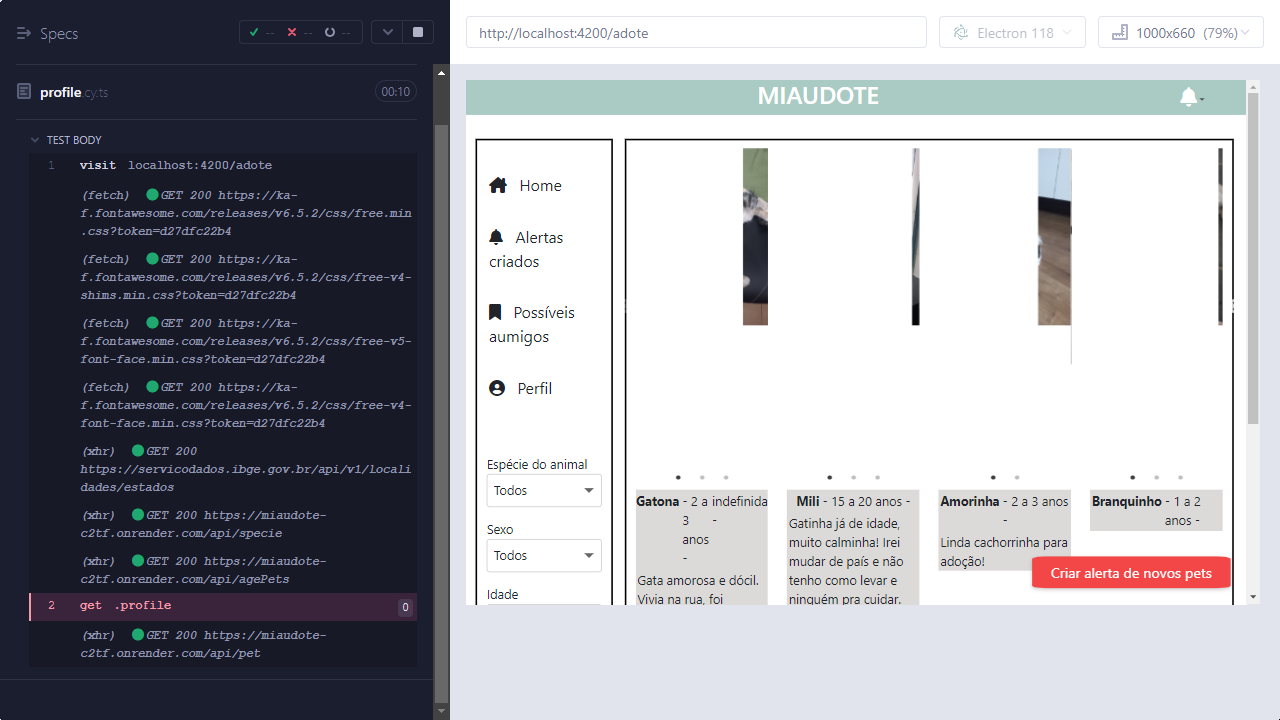 Specs
--
--
--
http://localhost:4200/adote
Electron 118
1000x660 (79%)
profile.cy.ts
00:10
TEST BODY
1 visit localhost:4200/adote
(fetch) GET 200 https://ka-
f.fontawesome.com/releases/v6.5.2/css/free.min
.css?token=d27dfc22b4
(fetch) GET 200 https://ka-
f.fontawesome.com/releases/v6.5.2/css/free-v4-
shims.min.css?token=d27dfc22b4
(fetch) GET 200 https://ka-
f.fontawesome.com/releases/v6.5.2/css/free-v5-
font-face.min.css?token=d27dfc22b4
(fetch) GET 200 https://ka-
f.fontawesome.com/releases/v6.5.2/css/free-v4-
font-face.min.css?token=d27dfc22b4
(xhr) GET 200
https://servicodados.ibge.gov.br/api/v1/locali
dades/estados
(xhr) GET 200 https://miaudote-
c2tf.onrender.com/api/specie
(xhr) GET 200 https://miaudote-
c2tf.onrender.com/api/agePets
2 get .profile 0
(xhr) GET 200 https://miaudote-
c2tf.onrender.com/api/pet
MIAUDOTE
Home
Alertas
criados
Possíveis
aumigos
Perfil
Espécie do animal
Todos
Sexo
Todos
Idade
Gatona - 2 a indefinida
3 -
anos
-
Gata amorosa e dócil.
Vivia na rua, foi
Mili - 15 a 20 anos -
Gatinha já de idade,
muito calminha! Irei
mudar de país e não
tenho como levar e
ninguém pra cuidar.
Amorinha - 2 a 3 anos
-
Linda cachorrinha para
adoção!
Branquinho - 1 a 2
anos -
Criar alerta de novos pets